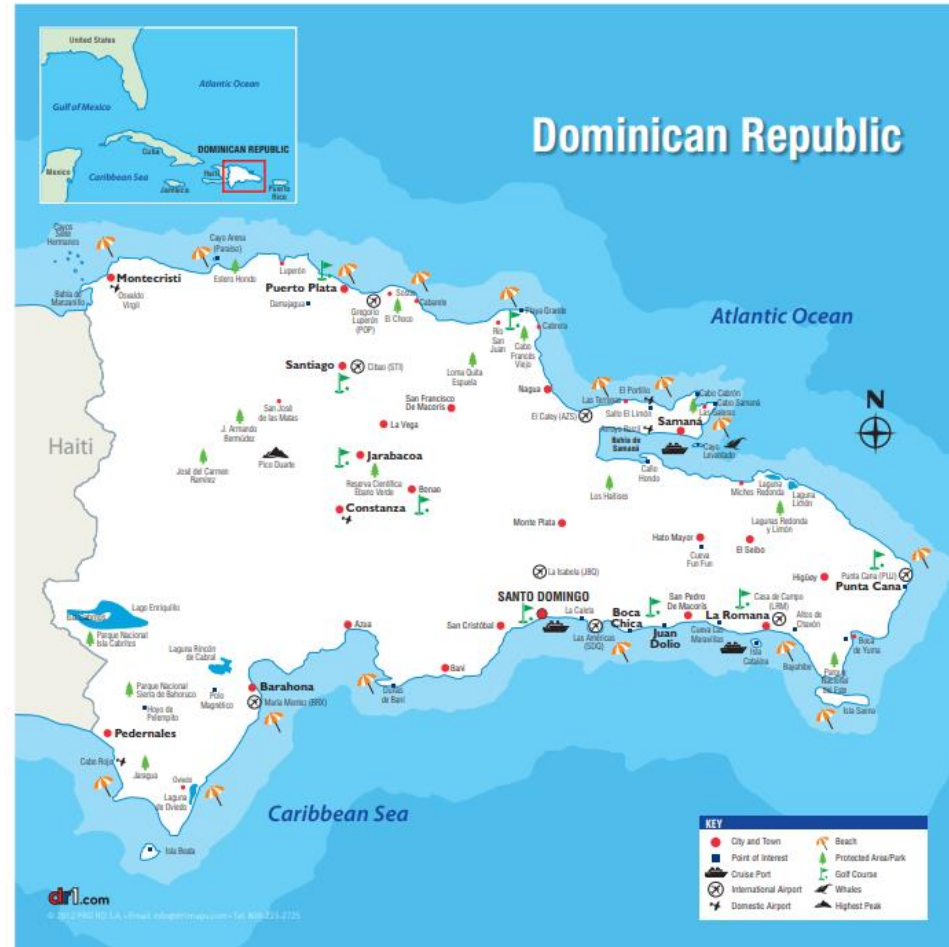 United States
Atlantic Ocean
Gulf of Mexico
Cuba
DOMINICAN REPUBLIC
Mexico
Haiti
Caribbean Sea
Jamaica
Puerto
Rico
Dominican Republic
Cayos
Siete
Hermanos
Cayo Arena
(Paraíso)
Montecristi
Estero Hondo
Luperón
Bahía de
Manzanillo
Osvaldo
Virgil
Puerto Plata
Damajagua
Gregorio
Luperón
(POP)
Sosúa
El Choco
Cabarete
Playa Grande
Río
San
Juan
Cabo
Francés
Viejo
Cabrera
Atlantic Ocean
N
Santiago
Cibao (STI)
Loma Quita
Espuela
Nagua
San Francisco
De Macorís
San José
de las Matas
La Vega
El Portillo
Las Terrenas
Salto El Limón
El Catey (AZS)
Arroyo Barril
Cabo Cabrón
Cabo Samaná
Las Galeras
Samaná
Bahía de
Samaná
Cayo
Levantado
Haiti
J. Armando
Bermúdez
José del Carmen
Ramírez
Pico Duarte
Jarabacoa
Reserva Científica
Ébano Verde
Bonao
Constanza
Caño
Hondo
Los Haitises
Miches
Laguna
Redonda
Laguna
Limón
Lagunas Redonda
y Limón
Monte Plata
Hato Mayor
Cueva
Fun Fun
El Seibo
La Isabela (JBQ)
Higüey
Punta Cana (PUJ)
Punta Cana
SANTO DOMINGO
La Caleta
Boca
Chica
San Pedro
De Macorís
Casa de Campo
(LRM)
La Romana
Altos de
Chavón
San Cristóbal
Las Américas
(SDQ)
Juan
Dolio
Cueva Las
Maravillas
Isla
Catalina
Bayahibe
Boca
de Yuma
Parque
Nacional
del Este
Isla Saona
Lago Enriquillo
Parque Nacional
Isla Cabritos
Azua
Baní
Dunas
de Baní
Laguna Rincón
de Cabral
Parque Nacional
Sierra de Bahoruco
Hoyo de
Pelempito
Polo
Magnético
Barahona
María Montez (BRX)
Pedernales
Cabo Rojo
Jaragua
Oviedo
Laguna
de Oviedo
Isla Beata
Caribbean Sea
KEY
City and Town
Point of Interest
Cruise Port
International Airport
Domestic Airport
Beach
Protected Area/Park
Golf Course
Whales
Highest Peak
dr1.com